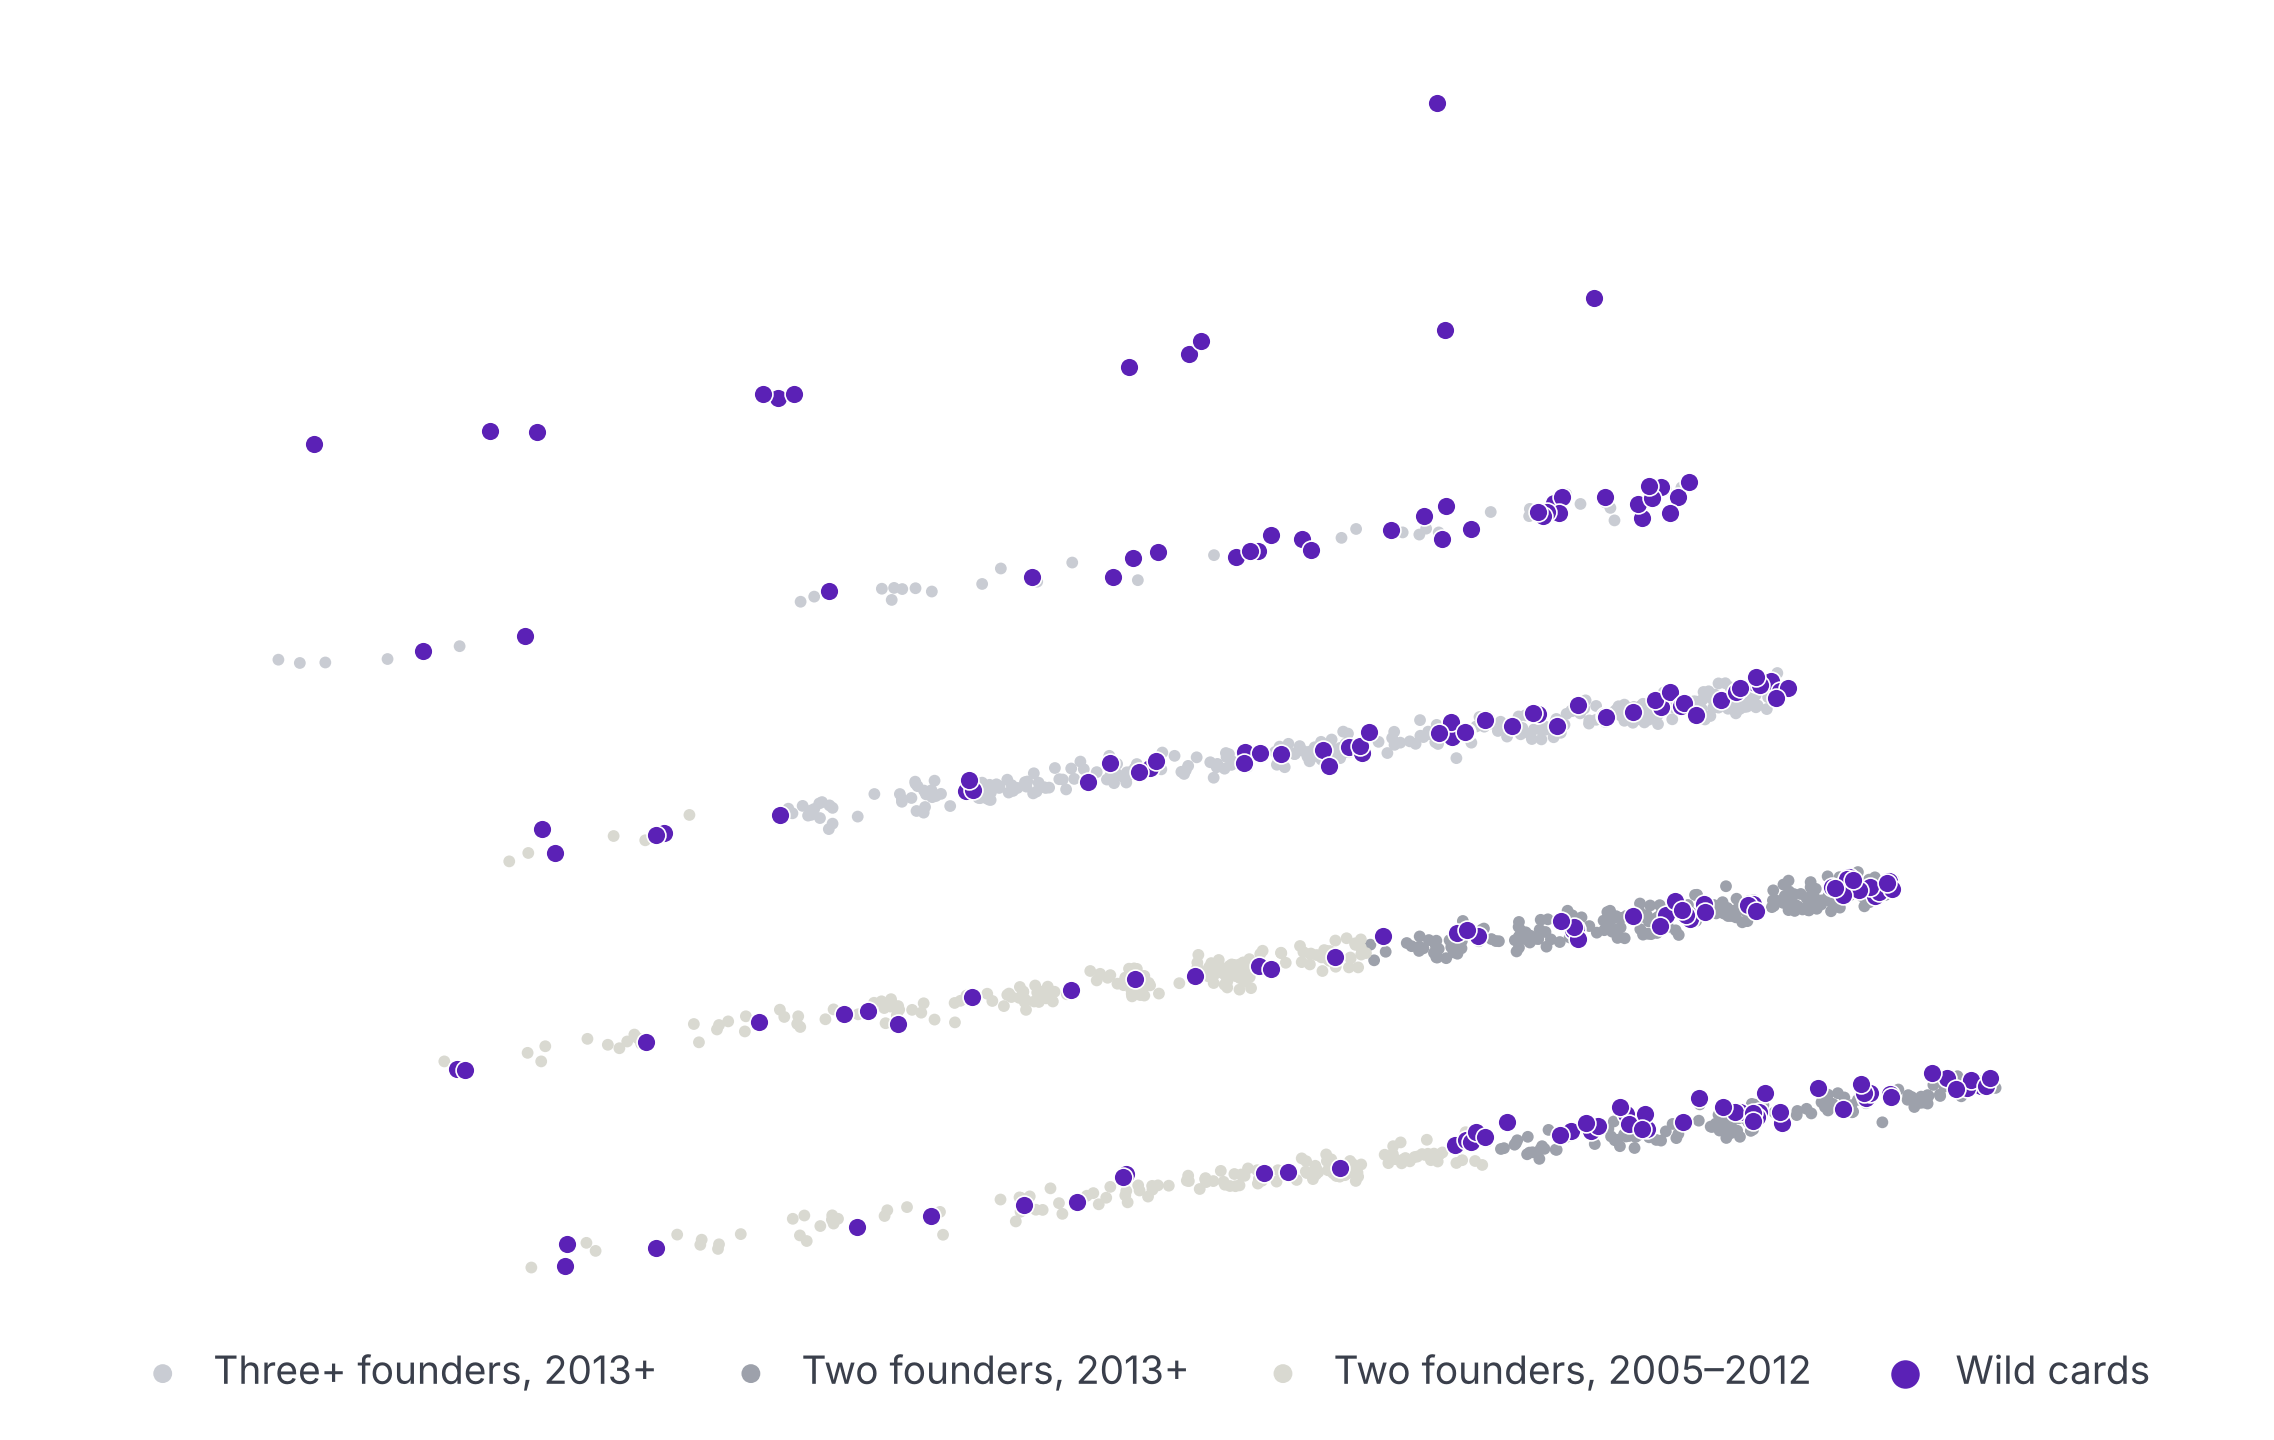 Three+ founders, 2013+ Two founders, 2013+ Two founders, 2005–2012 Wild cards